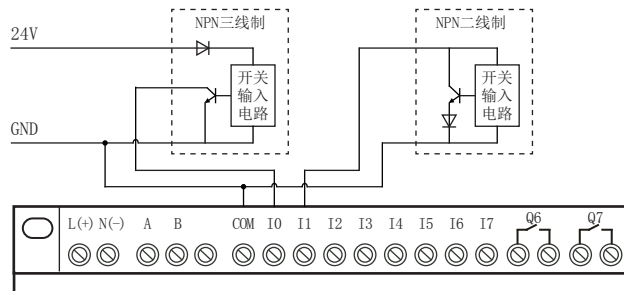 NPN三线制
NPN二线制
24V
开关
输入
电路
开关
输入
电路
GND
L(+) N(-) A B COM I0 I1 I2 I3 I4 I5 I6 I7 Q6 Q7